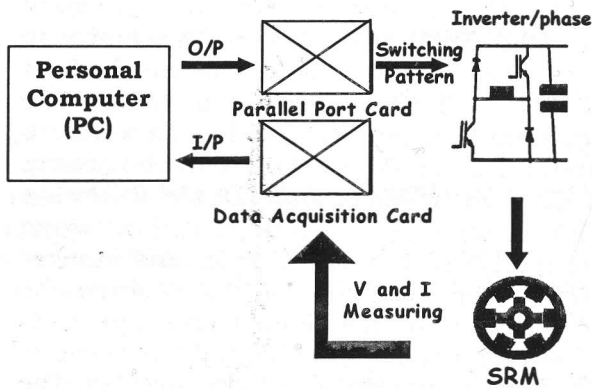 Inverter/phase
O/P
Switching
Pattern
Personal
Computer
(PC)
Parallel Port Card
I/P
Data Acquisition Card
V and I
Measuring
SRM